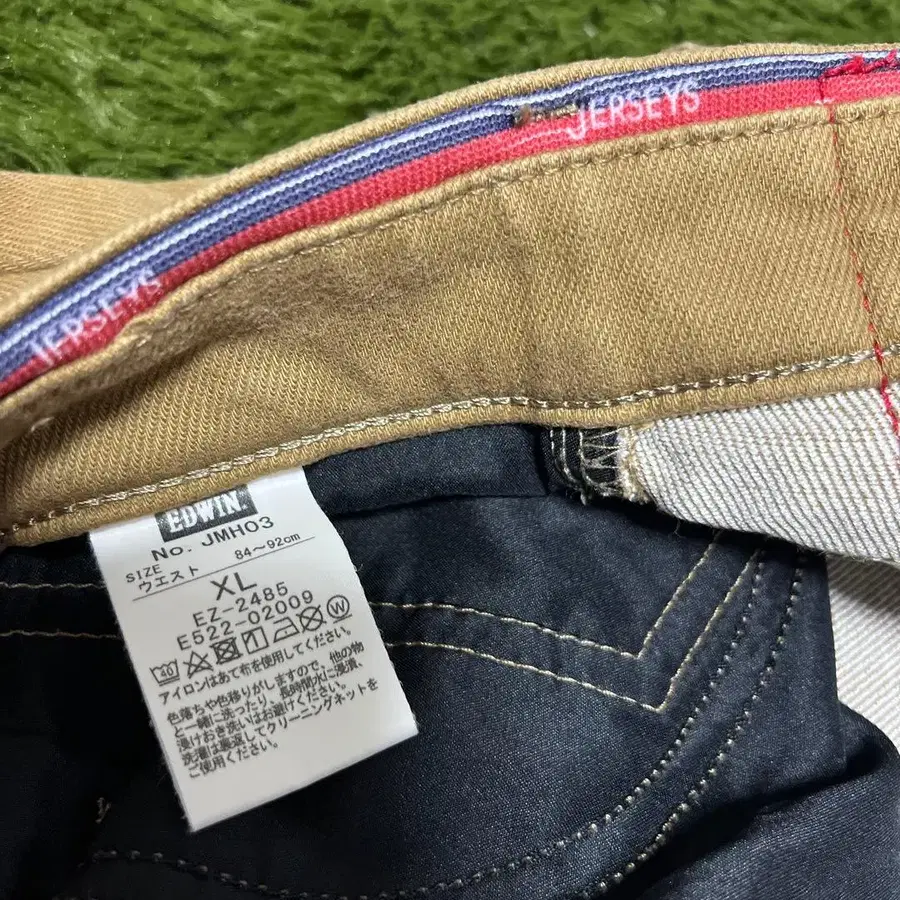 JERSEYS
JERSEYS
EDWIN.
No. JMH03
SIZE
ウエスト 84〜92cm
XL
EZ-2485
E522-02009
40 W
アイロンはあて布を使用してください。
色落ちや色移りがしますので、他の物
と一緒に洗ったり、長時間水に浸漬、
浸けおき洗いはお避けください。
洗濯は裏返してクリーニングネットを
ご使用ください。